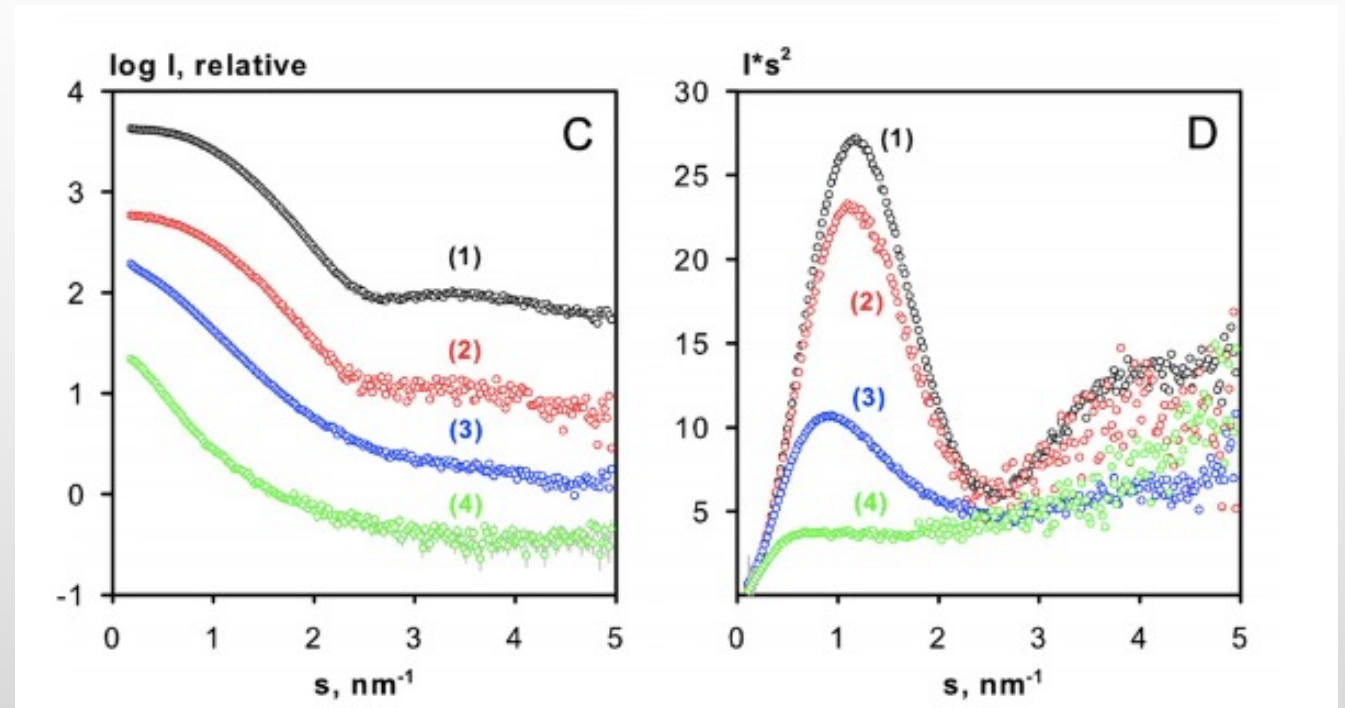 log I, relative
4
3
2
1
0
-1
C
(1)
(2)
(3)
(4)
0 1 2 3 4 5
s, nm⁻¹
I*s²
30
25
20
15
10
5
D
(1)
(2)
(3)
(4)
0 1 2 3 4 5
s, nm⁻¹